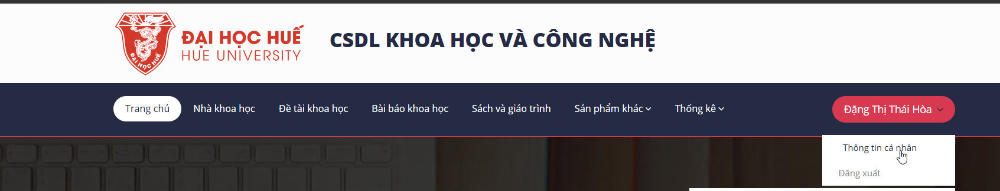 ĐẠI HỌC HUẾ
ĐẠI HỌC HUẾ
HUE UNIVERSITY
CSDL KHOA HỌC VÀ CÔNG NGHỆ
Trang chủ
Nhà khoa học
Đề tài khoa học
Bài báo khoa học
Sách và giáo trình
Sản phẩm khác
Thống kê
Đặng Thị Thái Hòa
Thông tin cá nhân
Đăng xuất